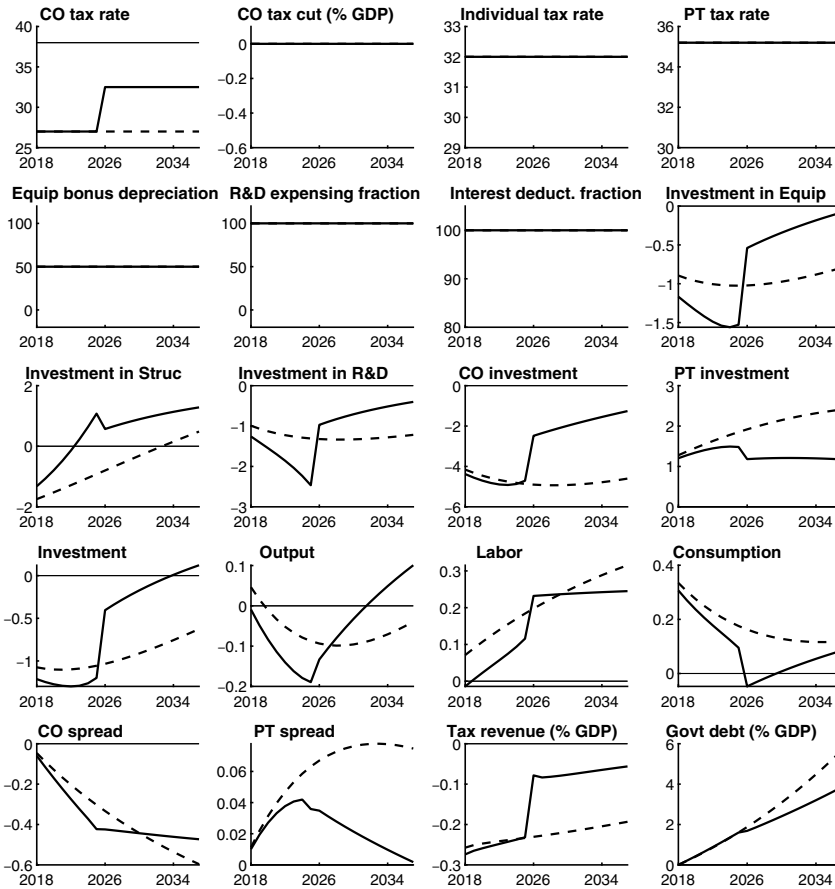 CO tax rate CO tax cut (% GDP) Individual tax rate PT tax rate
40 0 33 36
35 −0.2 32 34
30 −0.4 31 32
25 −0.6 30 30
29
2018 2026 2034 2018 2026 2034 2018 2026 2034 2018 2026 2034
Equip bonus depreciation R&D expensing fraction Interest deduct. fraction Investment in Equip
100 100 100 0
50 50 90 −0.5
0 0 80 −1
−1.5
2018 2026 2034 2018 2026 2034 2018 2026 2034 2018 2026 2034
Investment in Struc Investment in R&D CO investment PT investment
2 0 0 3
0 −1 −2 2
−2 −2 −4 1
−3 −6 0
2018 2026 2034 2018 2026 2034 2018 2026 2034 2018 2026 2034
Investment Output Labor Consumption
0 0.1 0.3 0.4
−0.5 0 0.2 0.2
−1 −0.1 0.1 0
−0.2 0
2018 2026 2034 2018 2026 2034 2018 2026 2034 2018 2026 2034
CO spread PT spread Tax revenue (% GDP) Govt debt (% GDP)
0 0.06 0 6
−0.2 0.04 −0.1 4
−0.4 0.02 −0.2 2
−0.6 0 −0.3 0
2018 2026 2034 2018 2026 2034 2018 2026 2034 2018 2026 2034